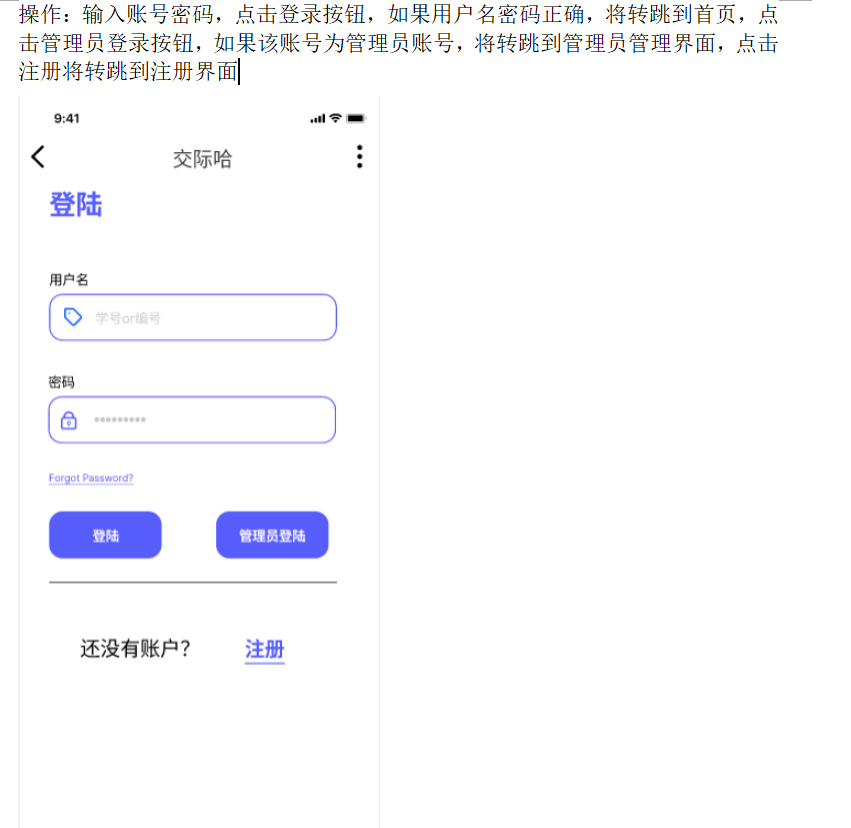 操作：输入账号密码，点击登录按钮，如果用户名密码正确，将转跳到首页，点
击管理员登录按钮，如果该账号为管理员账号，将转跳到管理员管理界面，点击
注册将转跳到注册界面
9:41
交际哈
登陆
用户名
学号or编号
密码
Forgot Password?
登陆
管理员登陆
还没有账户？
注册